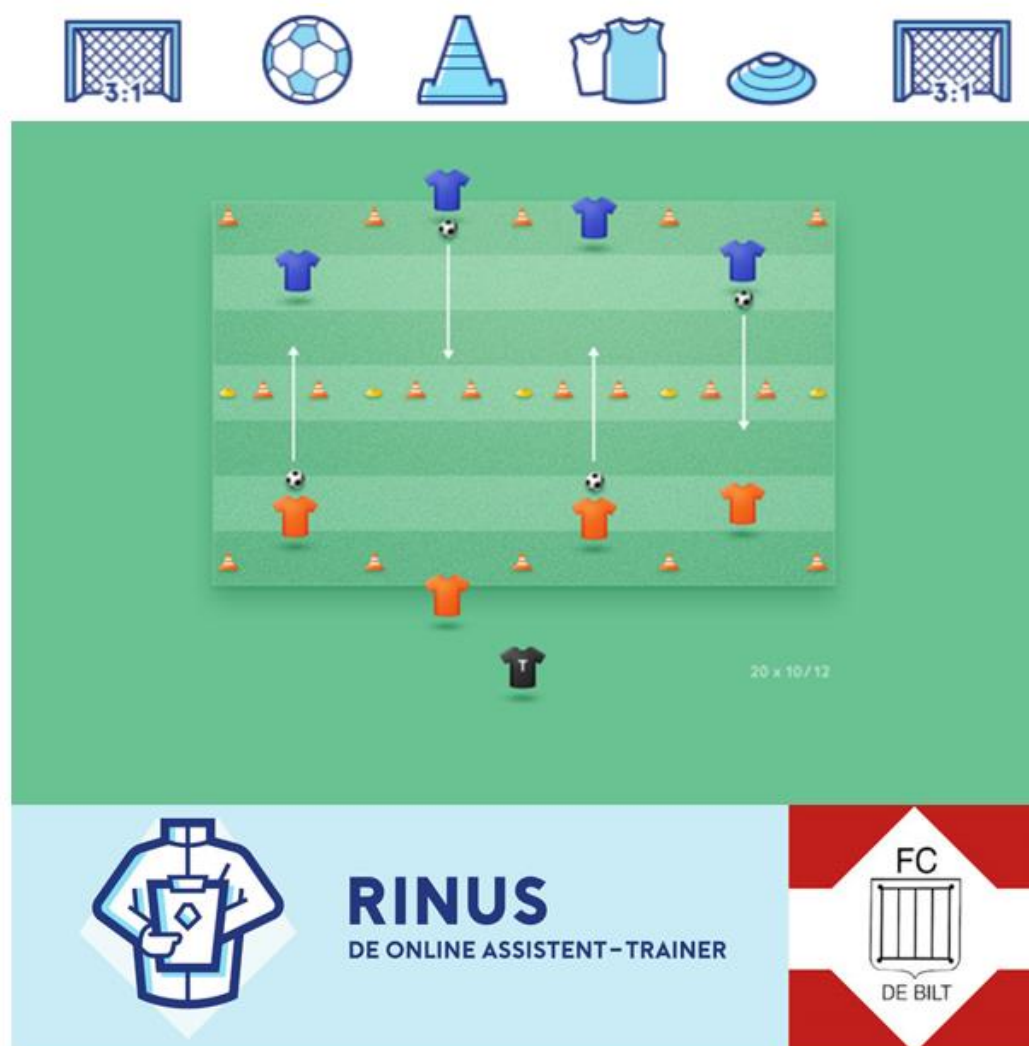 3:1
3:1
T
20 x 10/12
RINUS
DE ONLINE ASSISTENT-TRAINER
FC
DE BILT